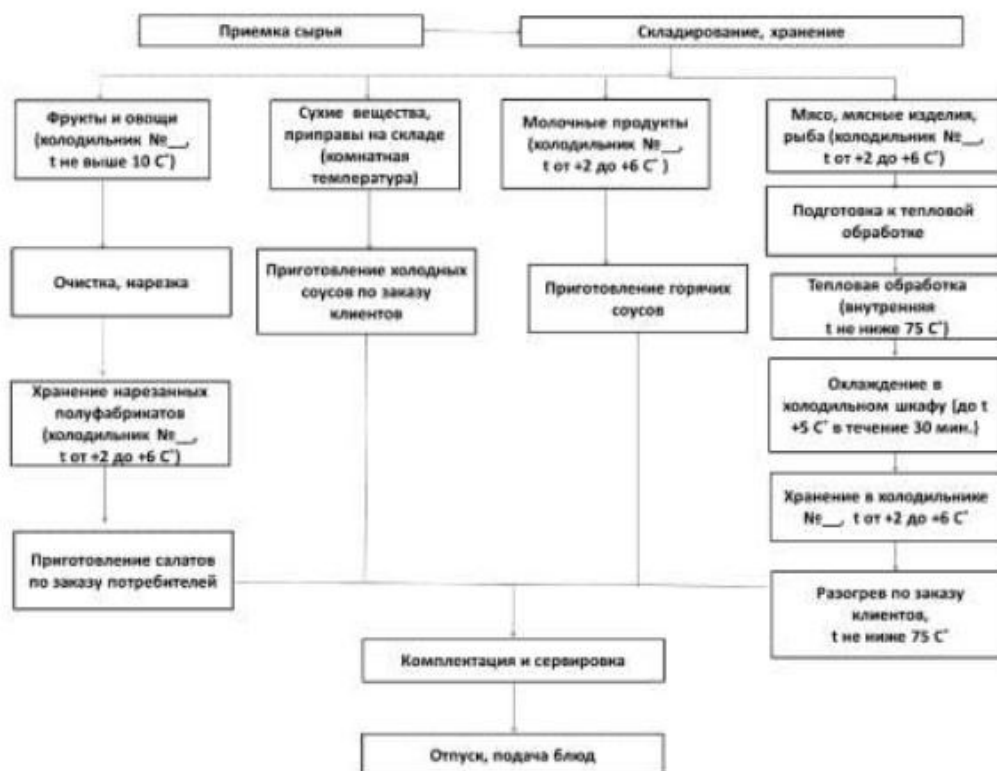 Приемка сырья
Складирование, хранение
Фрукты и овощи
(холодильник №__,
t не выше 10 С˚)
Сухие вещества,
приправы на складе
(комнатная
температура)
Молочные продукты
(холодильник №__,
t от +2 до +6 С˚ )
Мясо, мясные изделия,
рыба (холодильник №__,
t от +2 до +6 С˚)
Подготовка к тепловой
обработке
Очистка, нарезка
Приготовление холодных
соусов по заказу
клиентов
Приготовление горячих
соусов
Тепловая обработка
(внутренняя
t не ниже 75 С˚)
Хранение нарезанных
полуфабрикатов
(холодильник №__,
t от +2 до +6 С˚)
Охлаждение в
холодильном шкафу (до t
+5 С˚ в течение 30 мин.)
Хранение в холодильнике
№__, t от +2 до +6 С˚
Приготовление салатов
по заказу потребителей
Разогрев по заказу
клиентов,
t не ниже 75 С˚
Комплектация и сервировка
Отпуск, подача блюд